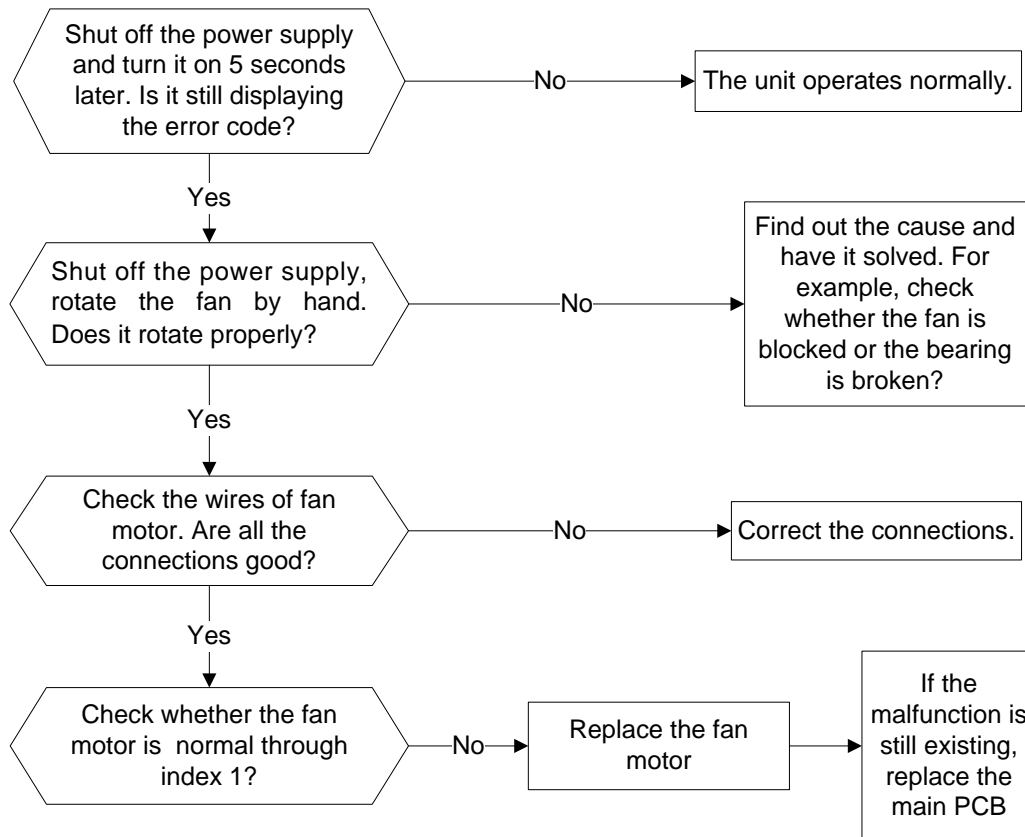 Shut off the power supply
and turn it on 5 seconds
later. Is it still displaying
the error code?
No
The unit operates normally.
Yes
Shut off the power supply,
rotate the fan by hand.
Does it rotate properly?
No
Find out the cause and
have it solved. For
example, check
whether the fan is
blocked or the bearing
is broken?
Yes
Check the wires of fan
motor. Are all the
connections good?
No
Correct the connections.
Yes
Check whether the fan
motor is normal through
index 1?
No
Replace the fan
motor
If the
malfunction is
still existing,
replace the
main PCB